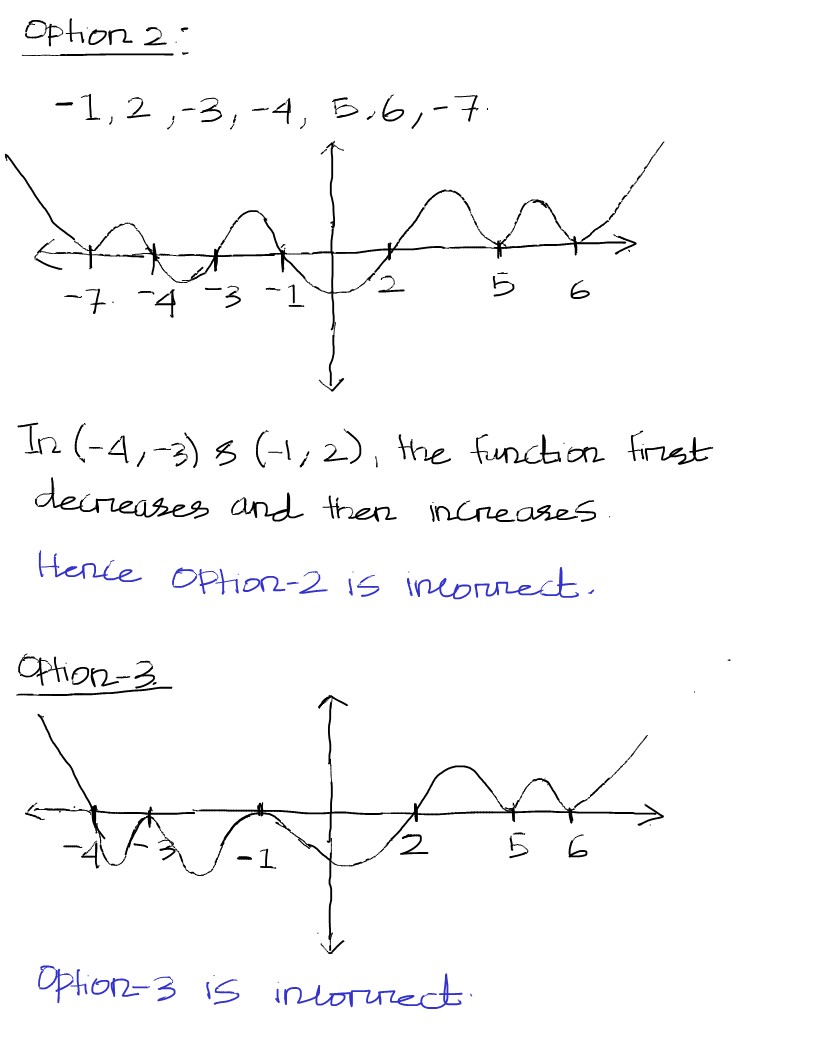 Option 2:
-1, 2, -3, -4, 5, 6, -7.
-7. -4 -3 -1 2 5 6
In (-4, -3) & (-1, 2), the function first
decreases and then increases.
Hence Option-2 is incorrect.
Option-3.
-4 -3 -1 2 5 6
Option-3 is incorrect.